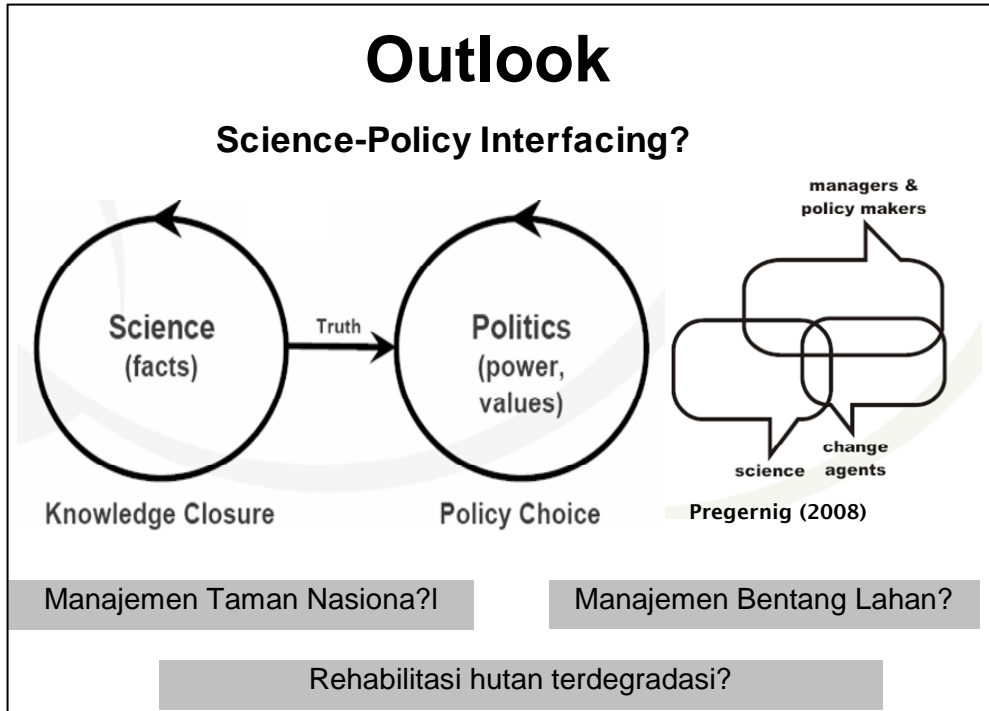 Outlook
Science-Policy Interfacing?
managers &
policy makers
Science
(facts)
Truth
Politics
(power,
values)
science
change
agents
Knowledge Closure
Policy Choice
Pregernig (2008)
Manajemen Taman Nasiona?l
Manajemen Bentang Lahan?
Rehabilitasi hutan terdegradasi?